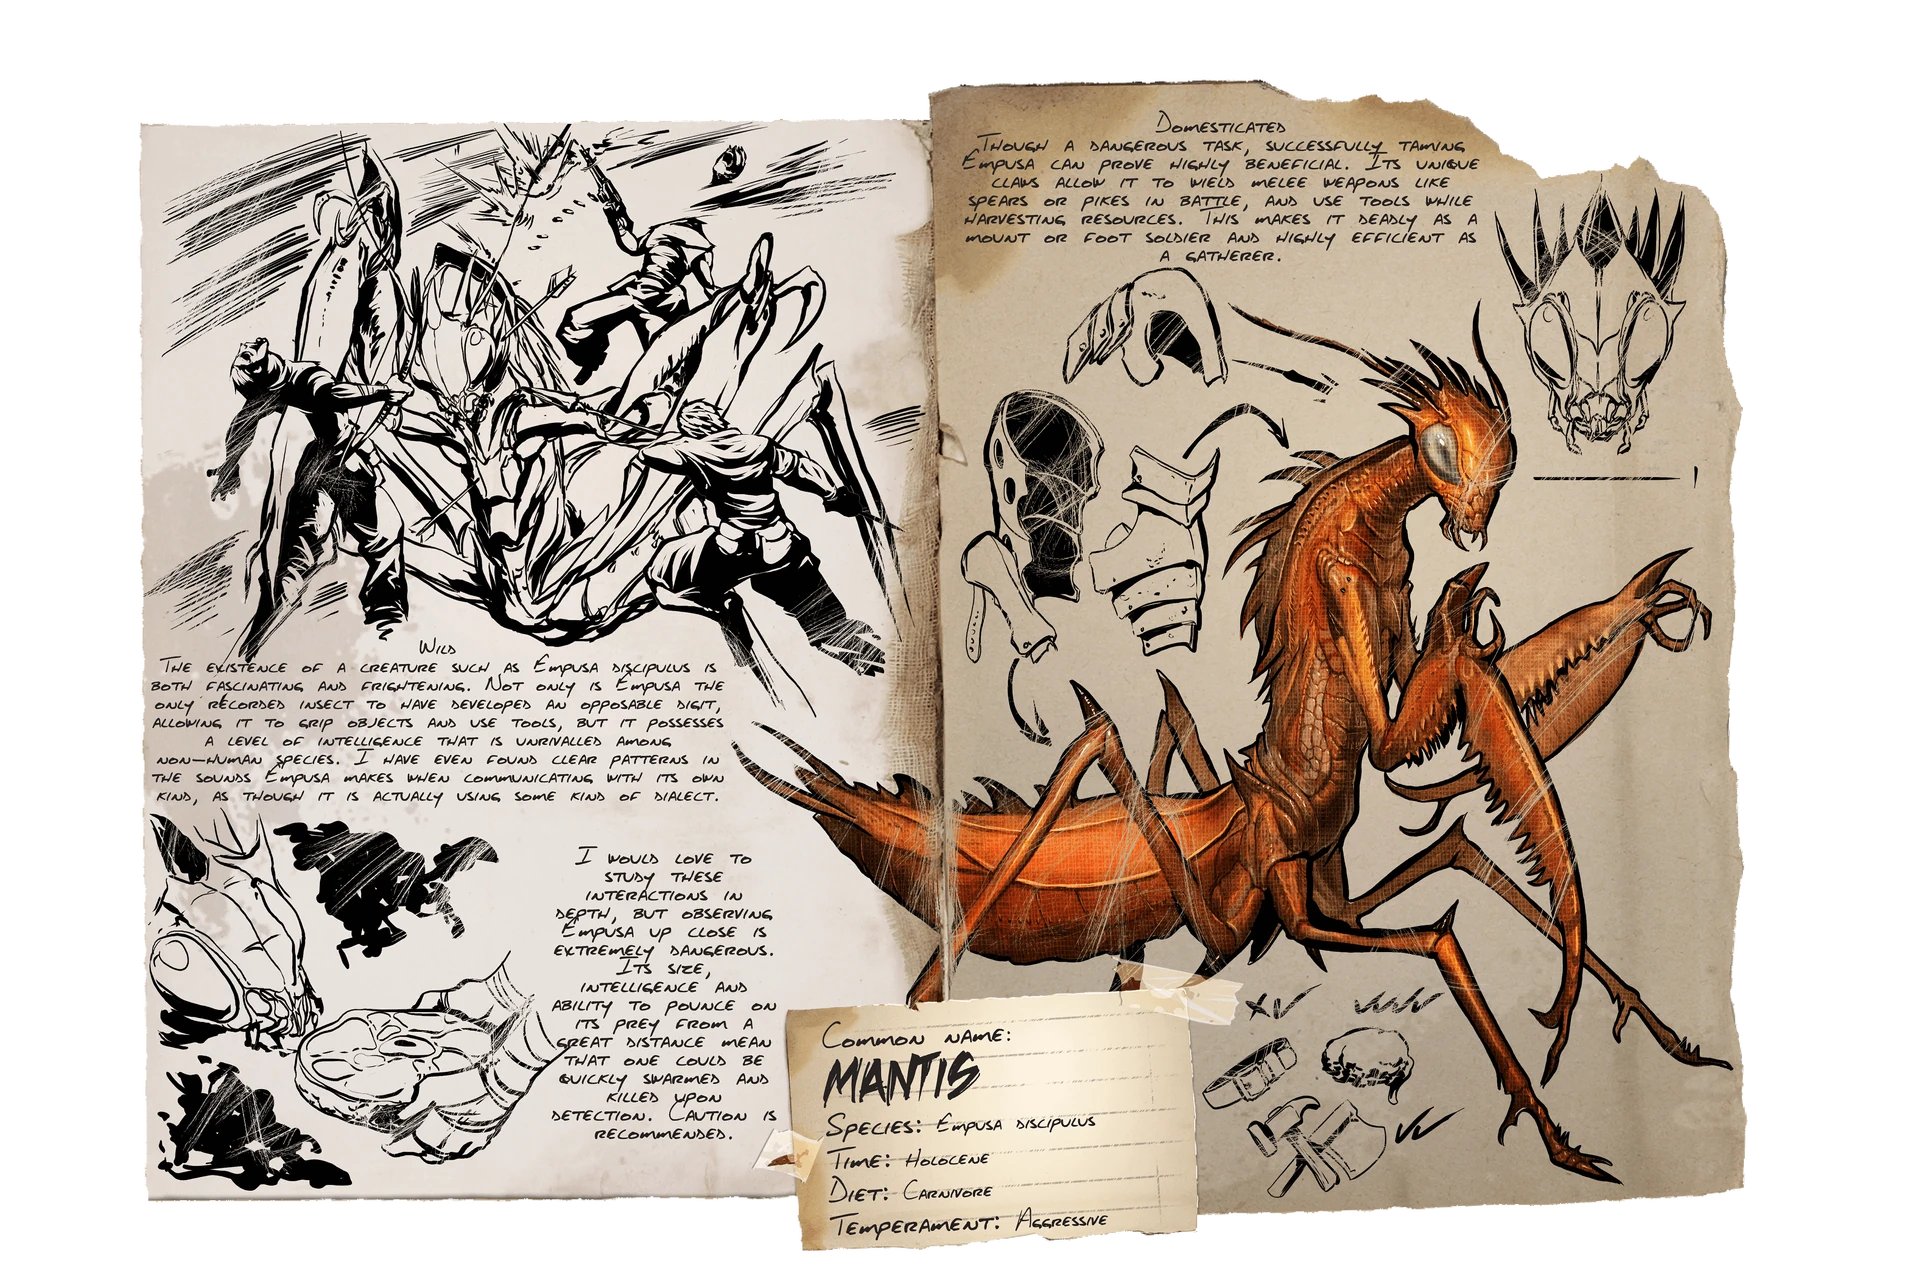 Wild
The existence of a creature such as Empusa discipulus is
both fascinating and frightening. Not only is Empusa the
only recorded insect to have developed an opposable digit,
allowing it to grip objects and use tools, but it possesses
a level of intelligence that is unrivalled among
non-human species. I have even found clear patterns in
the sounds Empusa makes when communicating with its own
kind, as though it is actually using some kind of dialect.
I would love to
study these
interactions in
depth, but observing
Empusa up close is
extremely dangerous.
Its size,
intelligence and
ability to pounce on
its prey from a
great distance mean
that one could be
quickly swarmed and
killed upon
detection. Caution is
recommended.
Domesticated
Though a dangerous task, successfully taming
Empusa can prove highly beneficial. Its unique
claws allow it to wield melee weapons like
spears or pikes in battle, and use tools while
harvesting resources. This makes it deadly as a
mount or foot soldier and highly efficient as
a gatherer.
Common name:
MANTIS
Species: Empusa discipulus
Time: Holocene
Diet: Carnivore
Temperament: Aggressive